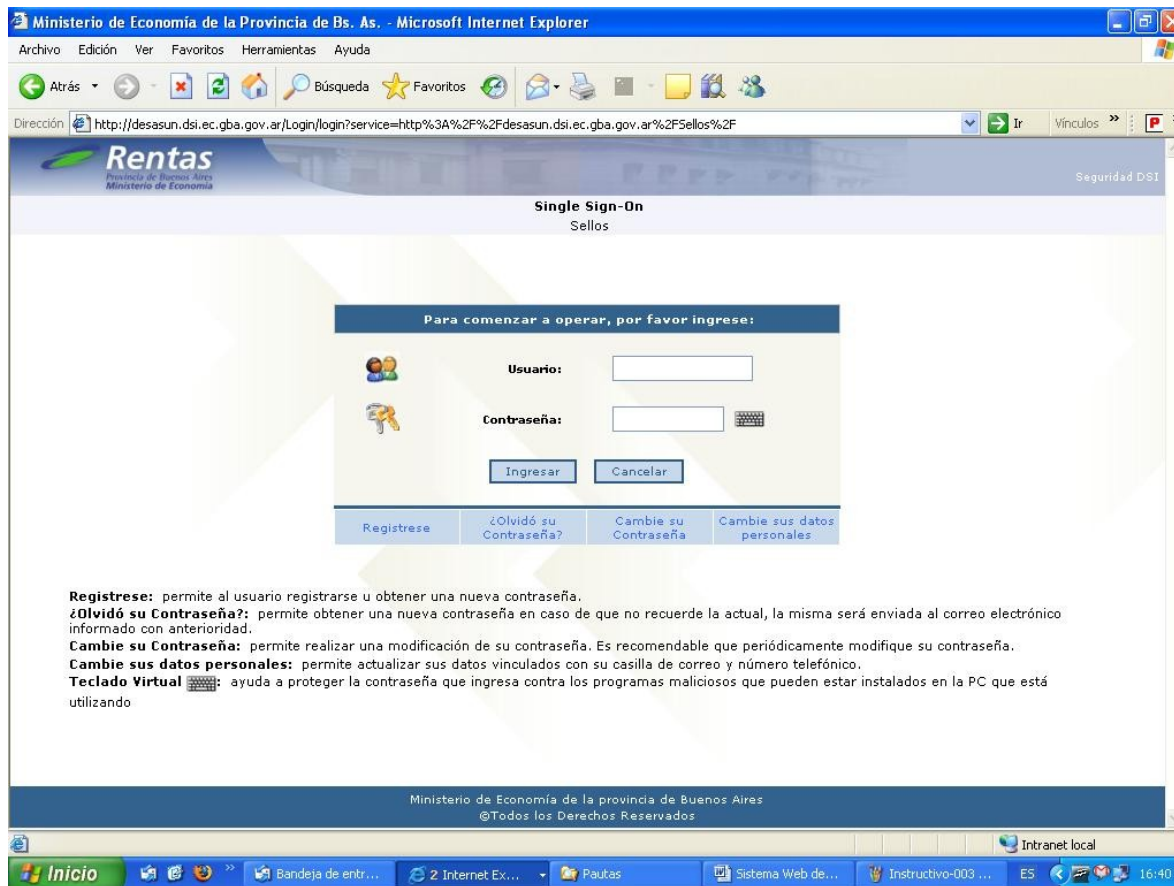 Ministerio de Economía de la Provincia de Bs. As. - Microsoft Internet Explorer
Archivo Edición Ver Favoritos Herramientas Ayuda
Atrás Búsqueda Favoritos
Dirección http://desasun.dsi.ec.gba.gov.ar/Login/login?service=http%3A%2F%2Fdesasun.dsi.ec.gba.gov.ar%2FSellos%2F Ir Vínculos »
Rentas
Provincia de Buenos Aires
Ministerio de Economía
Seguridad DSI
Single Sign-On
Sellos
Para comenzar a operar, por favor ingrese:
Usuario:
Contraseña:
Ingresar Cancelar
Registrese
¿Olvidó su
Contraseña?
Cambie su
Contraseña
Cambie sus datos
personales
Registrese: permite al usuario registrarse u obtener una nueva contraseña.
¿Olvidó su Contraseña?: permite obtener una nueva contraseña en caso de que no recuerde la actual, la misma será enviada al correo electrónico
informado con anterioridad.
Cambie su Contraseña: permite realizar una modificación de su contraseña. Es recomendable que periódicamente modifique su contraseña.
Cambie sus datos personales: permite actualizar sus datos vinculados con su casilla de correo y número telefónico.
Teclado Virtual : ayuda a proteger la contraseña que ingresa contra los programas maliciosos que pueden estar instalados en la PC que está
utilizando
Ministerio de Economía de la provincia de Buenos Aires
©Todos los Derechos Reservados
Intranet local
Inicio » Bandeja de entr... 2 Internet Ex... Pautas Sistema Web de... Instructivo-003 ... ES 16:40